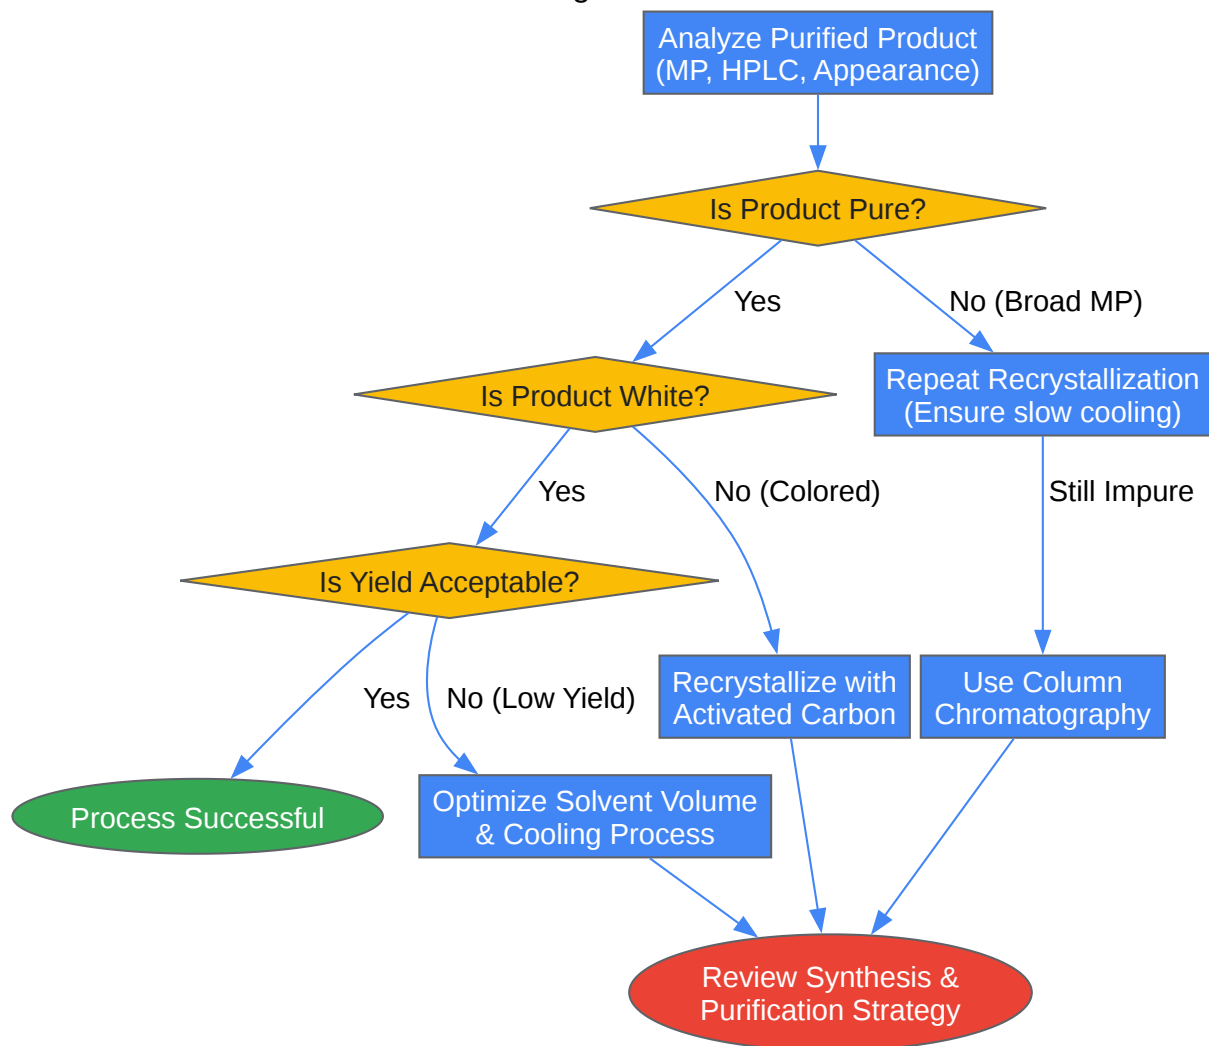 Analyze Purified Product
(MP, HPLC, Appearance)
Is Product Pure?
Yes
No (Broad MP)
Is Product White?
Repeat Recrystallization
(Ensure slow cooling)
Yes
No (Colored)
Still Impure
Is Yield Acceptable?
Yes
No (Low Yield)
Recrystallize with
Activated Carbon
Use Column
Chromatography
Process Successful
Optimize Solvent Volume
& Cooling Process
Review Synthesis &
Purification Strategy